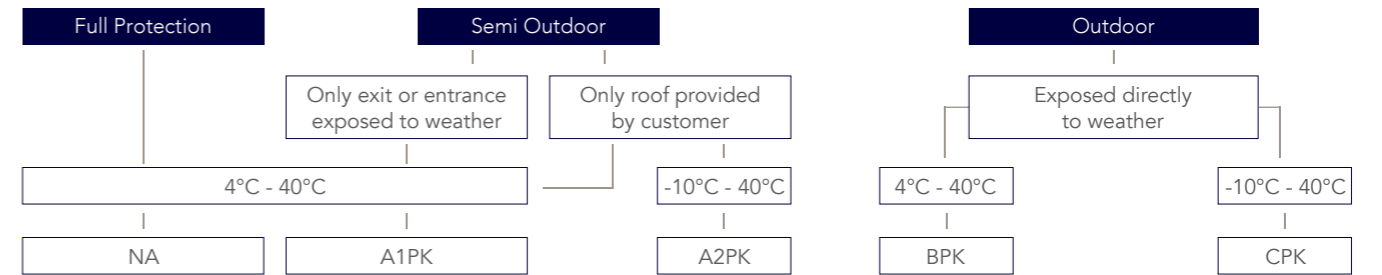 Full Protection
Semi Outdoor
Outdoor
Only exit or entrance
exposed to weather
Only roof provided
by customer
Exposed directly
to weather
4°C - 40°C
-10°C - 40°C
4°C - 40°C
-10°C - 40°C
NA
A1PK
A2PK
BPK
CPK